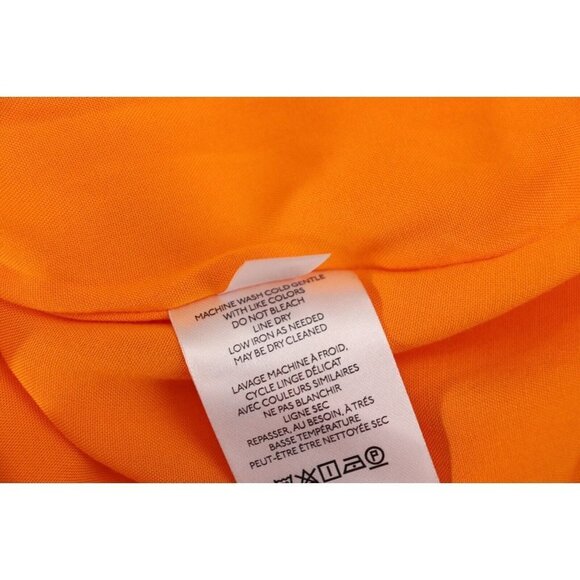 MACHINE WASH COLD GENTLE
WITH LIKE COLORS
DO NOT BLEACH
LINE DRY
LOW IRON AS NEEDED
MAY BE DRY CLEANED
LAVAGE MACHINE À FROID,
CYCLE LINGE DÉLICAT
AVEC COULEURS SIMILAIRES
NE PAS BLANCHIR
LIGNE SEC
REPASSER, AU BESOIN, À TRÉS
BASSE TEMPÉRATURE
PEUT-ÊTRE ÊTRE NETTOYÉE SEC
P